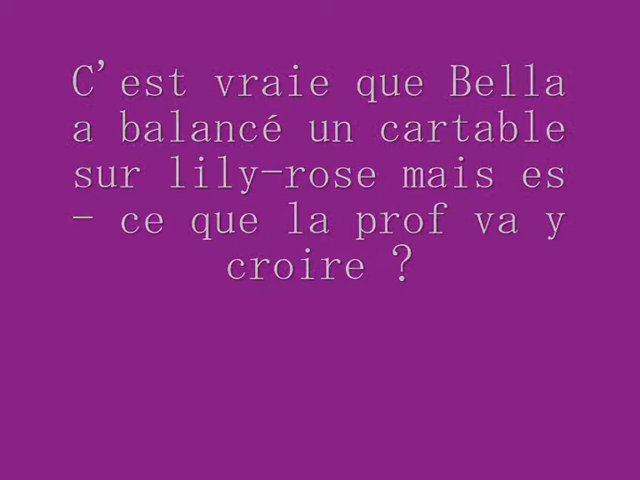 C'est vraie que Bella
a balancé un cartable
sur lily-rose mais es
- ce que la prof va y
croire ?